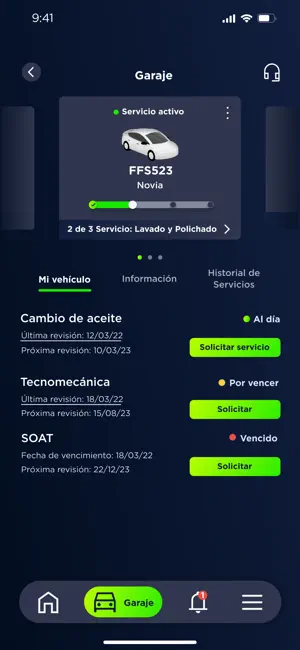 9:41
Garaje
Servicio activo
FFS523
Novia
2 de 3 Servicio: Lavado y Polichado
Mi vehículo
Información
Historial de
Servicios
Cambio de aceite
Al día
Última revisión: 12/03/22
Próxima revisión: 10/03/23
Solicitar servicio
Tecnomecánica
Por vencer
Última revisión: 18/03/22
Próxima revisión: 15/08/23
Solicitar
SOAT
Vencido
Fecha de vencimiento: 18/03/22
Próxima revisión: 22/12/23
Solicitar
Garaje
1